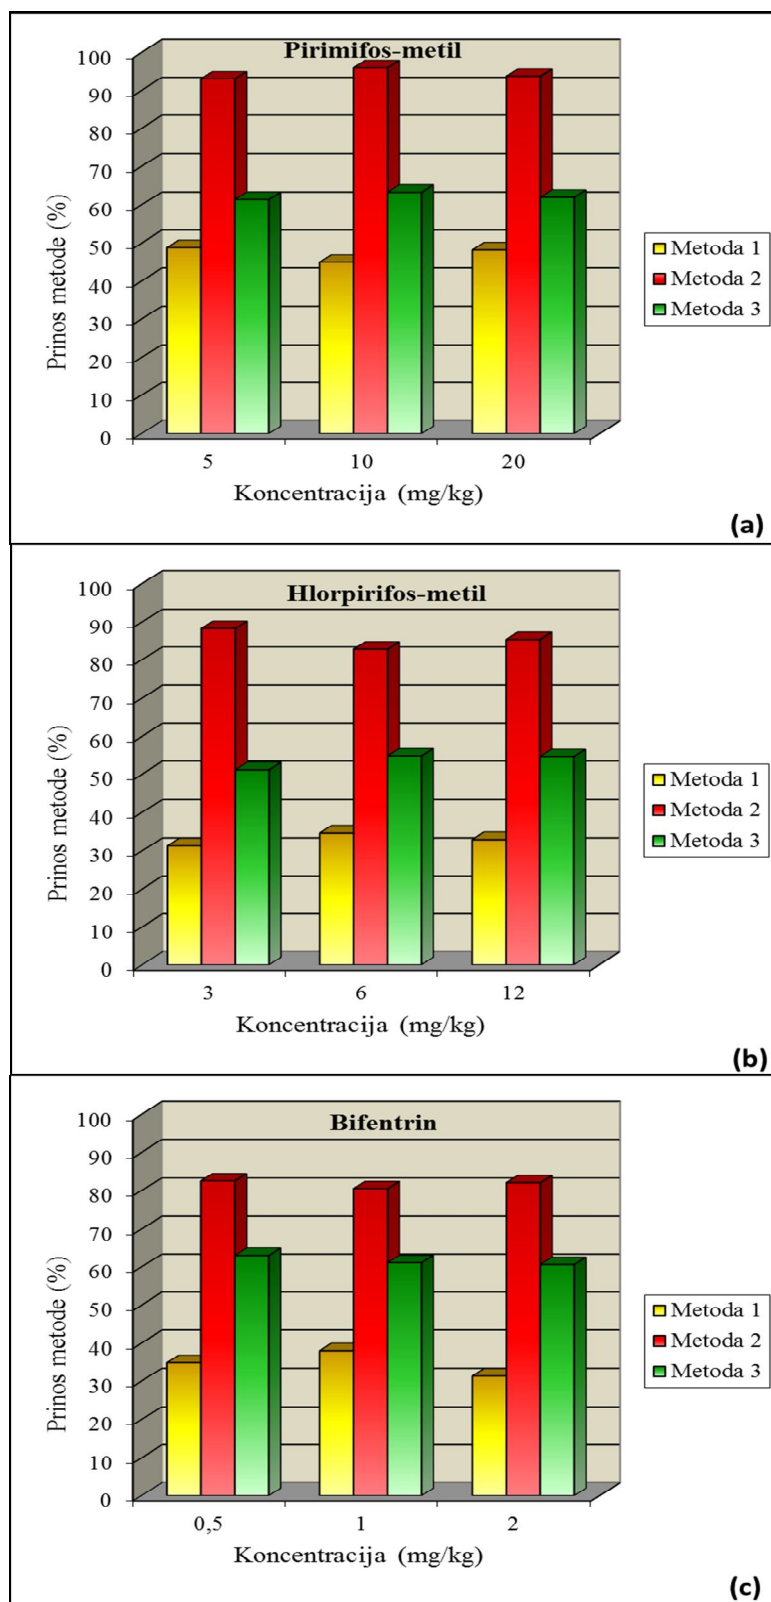 Pirimifos-metil
100
90
80
70
60
50
40
30
20
10
0
Prinos metode (%)
5 10 20
Koncentracija (mg/kg)
Metoda 1
Metoda 2
Metoda 3
(a)
Hlorpirifos-metil
100
90
80
70
60
50
40
30
20
10
0
Prinos metode (%)
3 6 12
Koncentracija (mg/kg)
Metoda 1
Metoda 2
Metoda 3
(b)
Bifentrin
100
90
80
70
60
50
40
30
20
10
0
Prinos metode (%)
0,5 1 2
Koncentracija (mg/kg)
Metoda 1
Metoda 2
Metoda 3
(c)